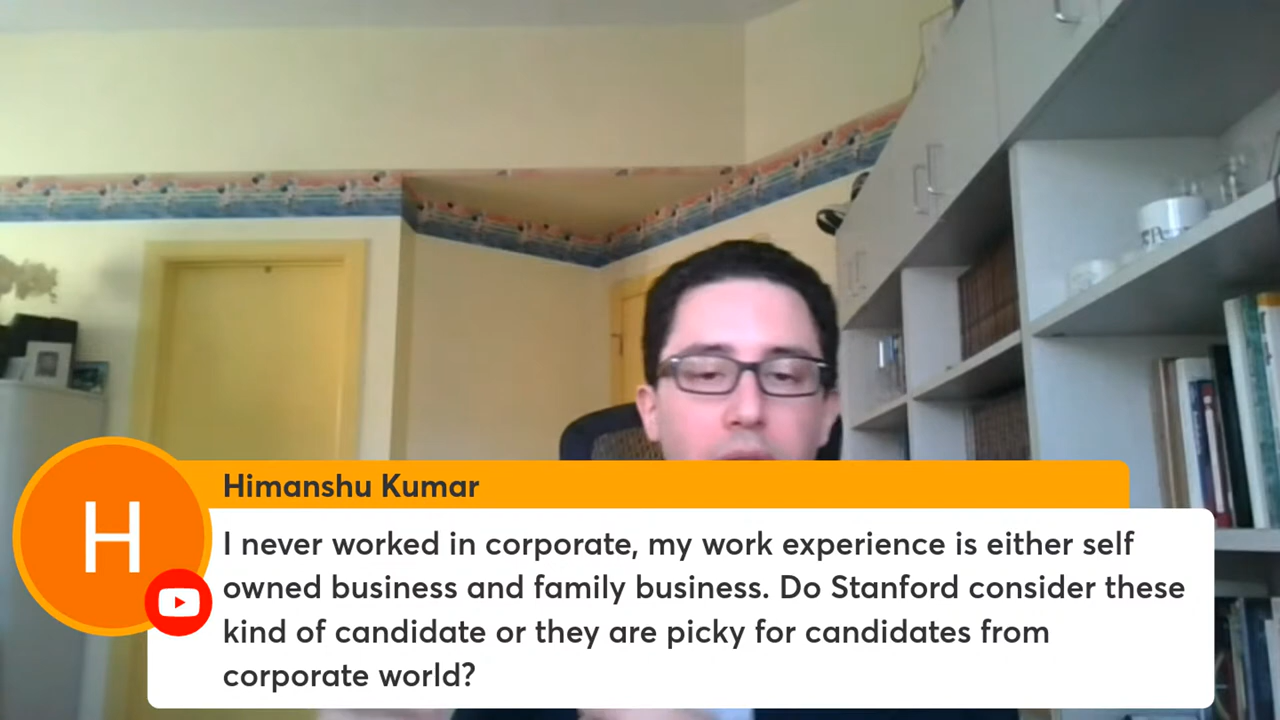 H
Himanshu Kumar
I never worked in corporate, my work experience is either self
owned business and family business. Do Stanford consider these
kind of candidate or they are picky for candidates from
corporate world?